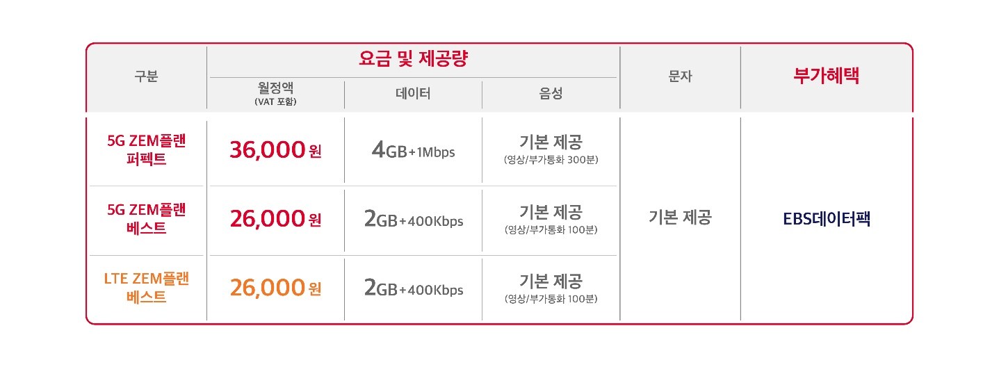 구분
요금 및 제공량
월정액
(VAT 포함)
데이터
음성
문자
부가혜택
5G ZEM플랜
퍼펙트
36,000 원
4GB+1Mbps
기본 제공
(영상/부가통화 300분)
5G ZEM플랜
베스트
26,000 원
2GB+400Kbps
기본 제공
(영상/부가통화 100분)
LTE ZEM플랜
베스트
26,000 원
2GB+400Kbps
기본 제공
(영상/부가통화 100분)
기본 제공
EBS데이터팩